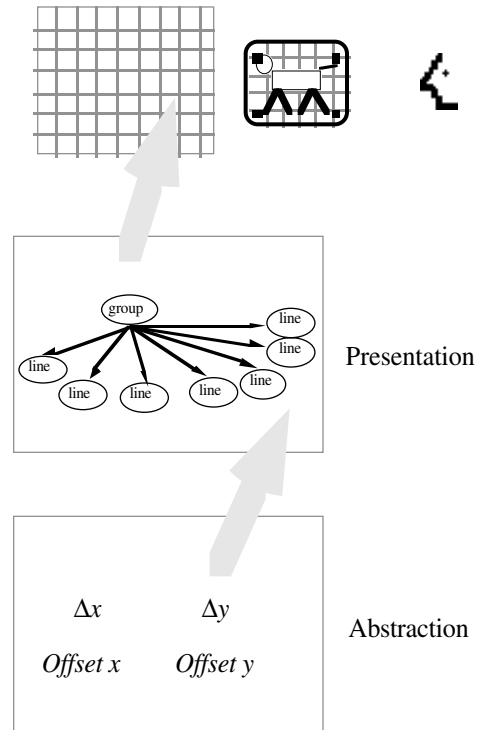 group
line
line
line
line
line
line
line
Presentation
Δx Δy
Offset x Offset y
Abstraction